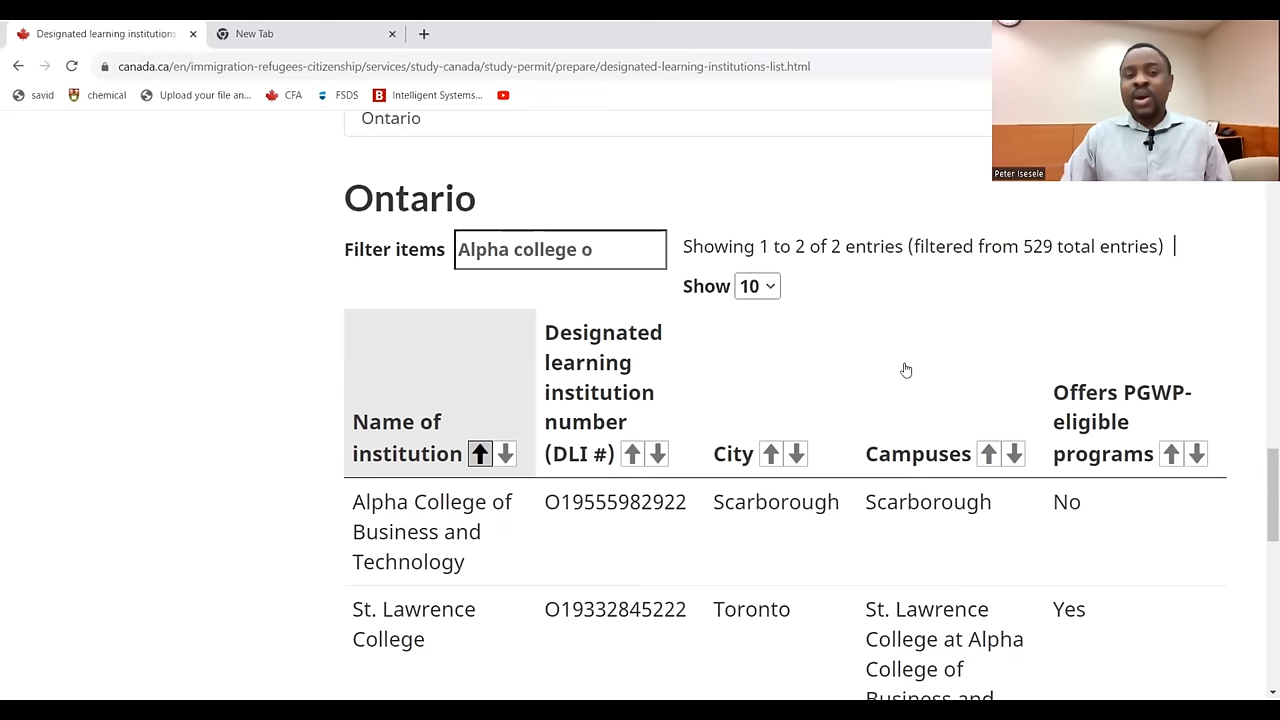 Designated learning institutions
New Tab
canada.ca/en/immigration-refugees-citizenship/services/study-canada/study-permit/prepare/designated-learning-institutions-list.html
savid
chemical
Upload your file an...
CFA
FSDS
B
Intelligent Systems...
Peter Isesele
Ontario
Ontario
Filter items
Alpha college o
Showing 1 to 2 of 2 entries (filtered from 529 total entries) |
Show 10
Name of institution
Designated learning institution number (DLI #)
City
Campuses
Offers PGWP-eligible programs
Alpha College of Business and Technology
O19555982922
Scarborough
Scarborough
No
St. Lawrence College
O19332845222
Toronto
St. Lawrence College at Alpha College of Business and
Yes